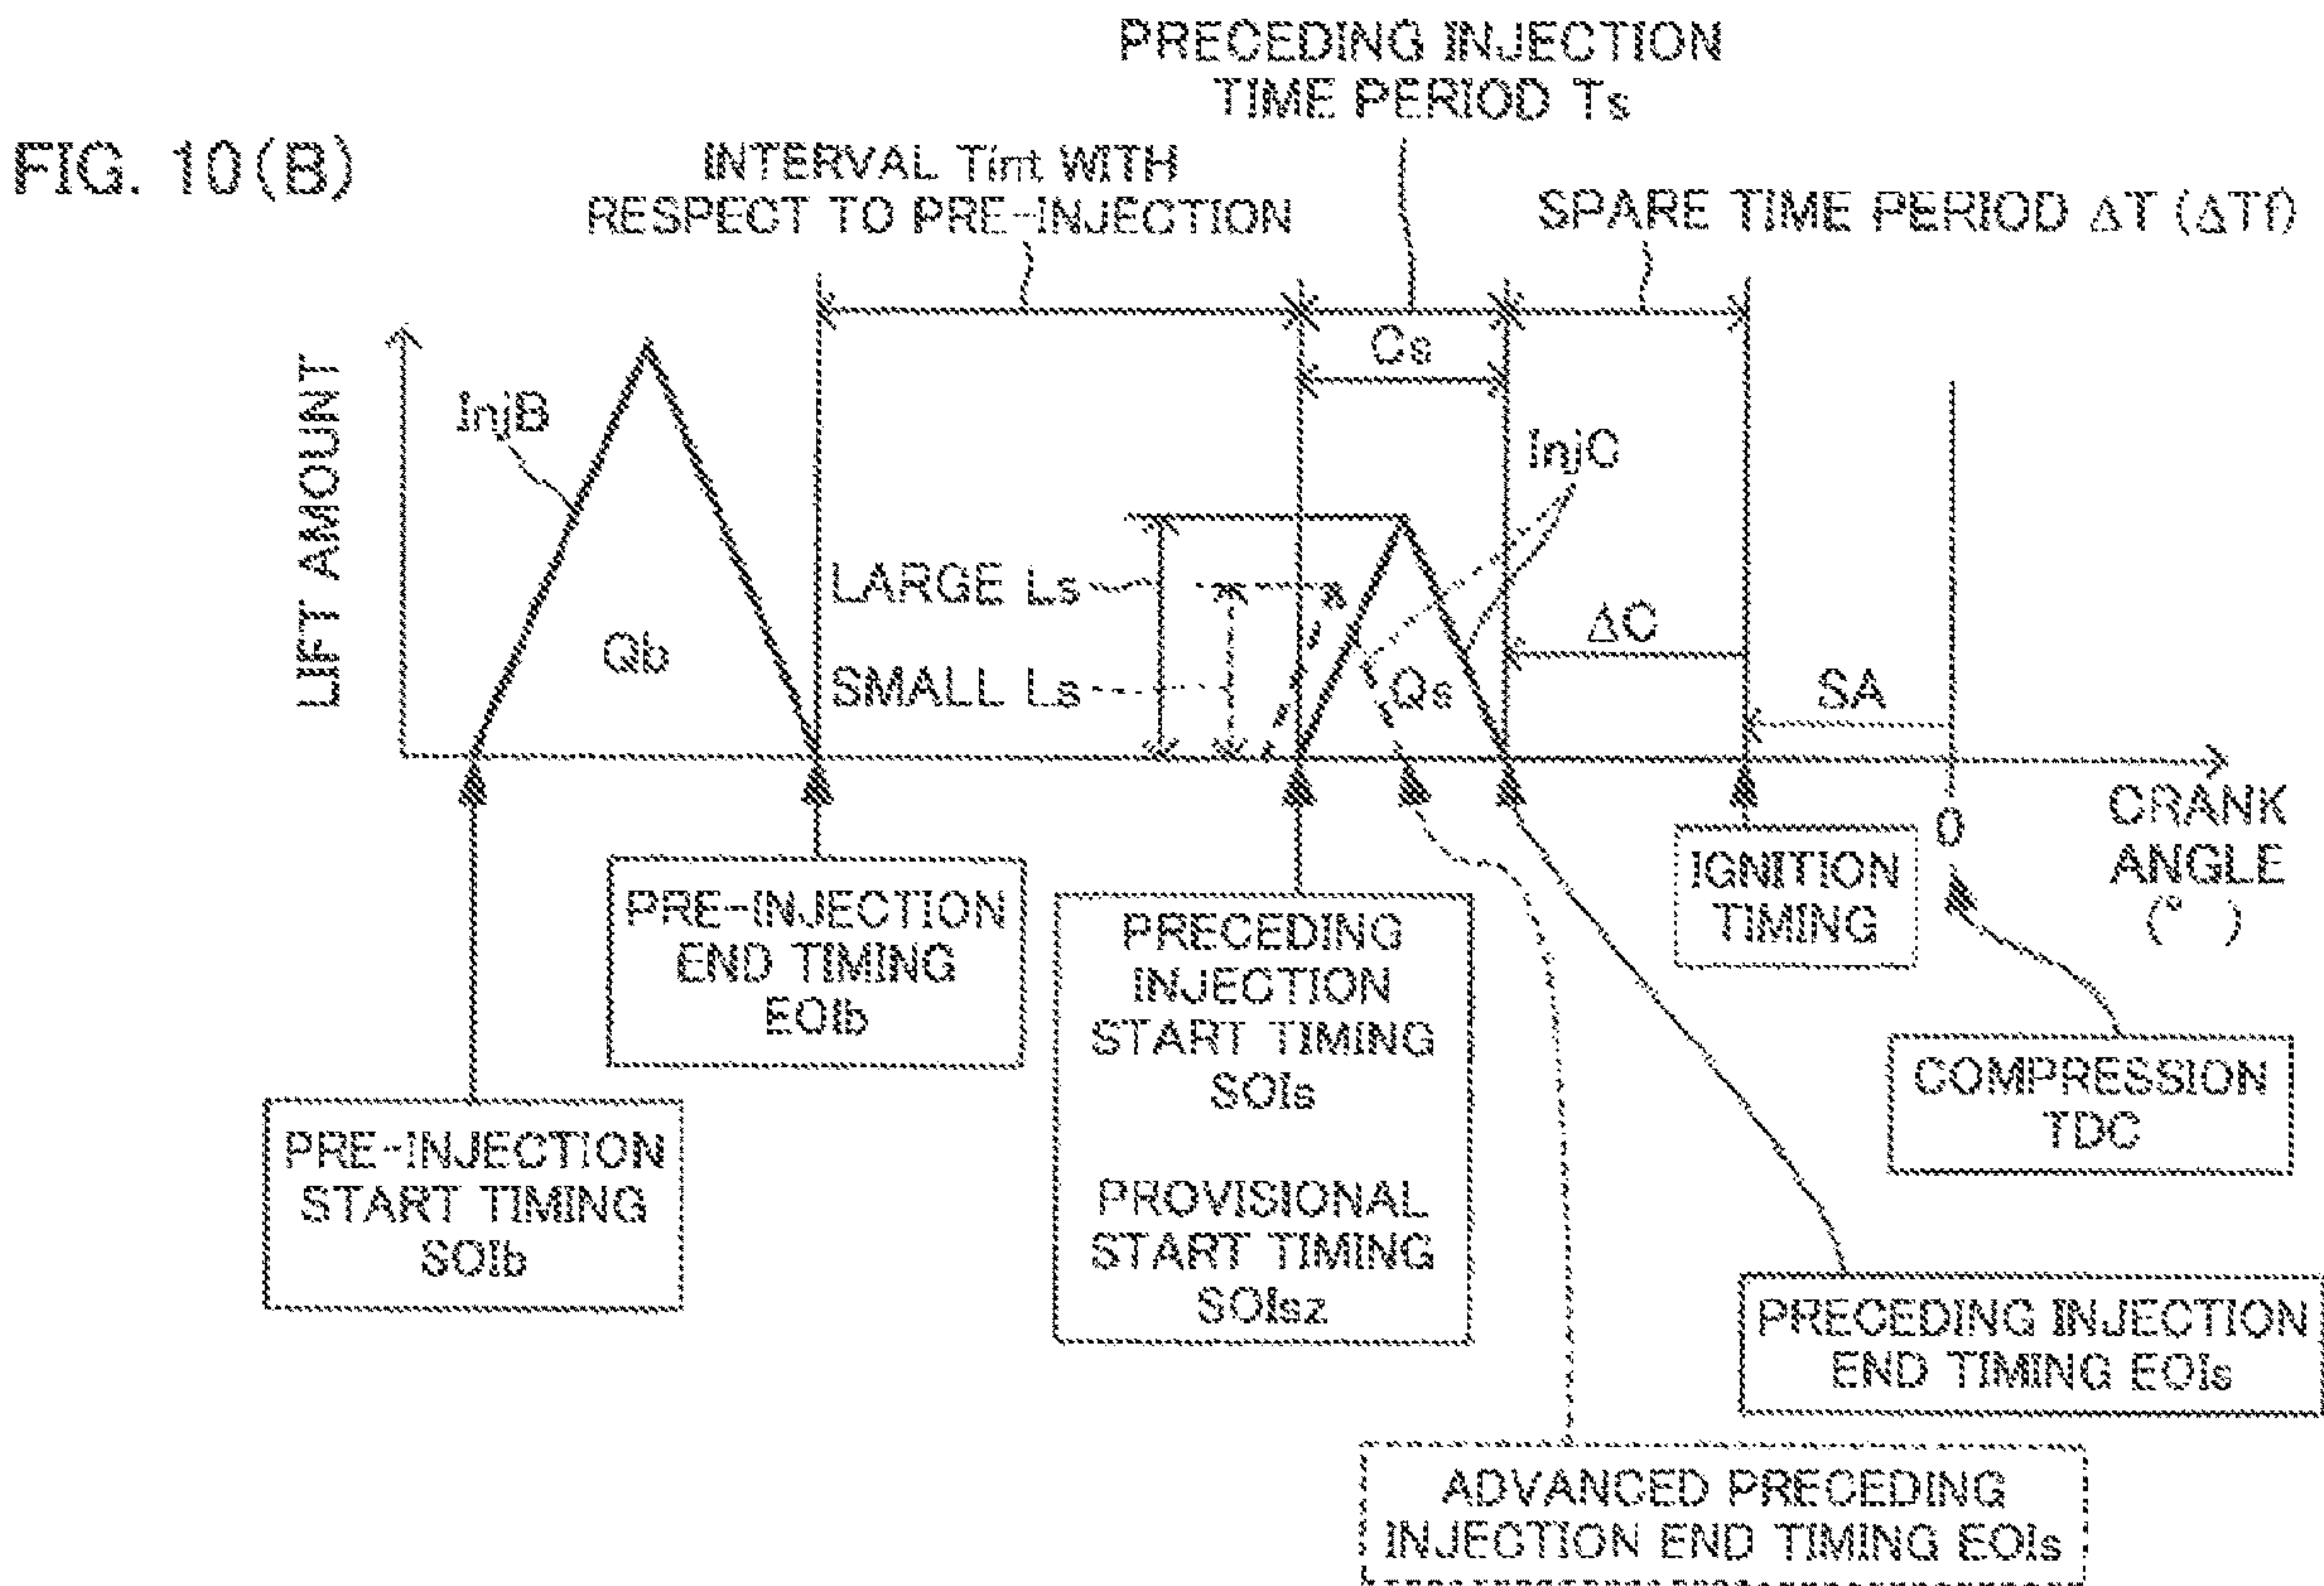 PRECEDING INJECTION
TIME PERIOD Ts
FIG. 10(B)
INTERVAL Tint WITH
RESPECT TO PRE-INJECTION
SPARE TIME PERIOD ΔT (ΔTf)
Cs
LIFT AMOUNT
InjB
InjC
LARGE Ls
ΔC
Qb
SMALL Ls
Qs
SA
0
CRANK
ANGLE
(° )
IGNITION
TIMING
PRE-INJECTION
END TIMING
EOIb
PRECEDING
INJECTION
START TIMING
SOIs
PROVISIONAL
START TIMING
SOIsz
COMPRESSION
TDC
PRE-INJECTION
START TIMING
SOIb
PRECEDING INJECTION
END TIMING EOIs
ADVANCED PRECEDING
INJECTION END TIMING EOIs